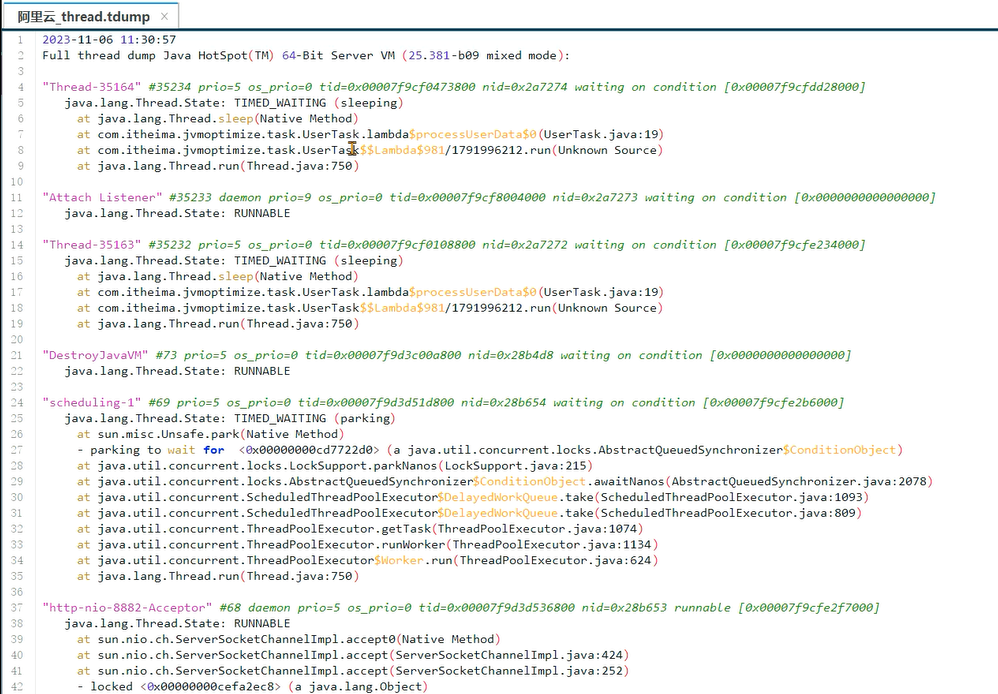 阿里云_thread.tdump ×
1 2023-11-06 11:30:57
2 Full thread dump Java HotSpot(TM) 64-Bit Server VM (25.381-b09 mixed mode):
3
4 "Thread-35164" #35234 prio=5 os_prio=0 tid=0x00007f9cf0473800 nid=0x2a7274 waiting on condition [0x00007f9cfdd28000]
5 java.lang.Thread.State: TIMED_WAITING (sleeping)
6 at java.lang.Thread.sleep(Native Method)
7 at com.itheima.jvmoptimize.task.UserTask.lambda$processUserData$0(UserTask.java:19)
8 at com.itheima.jvmoptimize.task.UserTask$$Lambda$981/1791996212.run(Unknown Source)
9 at java.lang.Thread.run(Thread.java:750)
10
11 "Attach Listener" #35233 daemon prio=9 os_prio=0 tid=0x00007f9cf8004000 nid=0x2a7273 waiting on condition [0x0000000000000000]
12 java.lang.Thread.State: RUNNABLE
13
14 "Thread-35163" #35232 prio=5 os_prio=0 tid=0x00007f9cf0108800 nid=0x2a7272 waiting on condition [0x00007f9cfe234000]
15 java.lang.Thread.State: TIMED_WAITING (sleeping)
16 at java.lang.Thread.sleep(Native Method)
17 at com.itheima.jvmoptimize.task.UserTask.lambda$processUserData$0(UserTask.java:19)
18 at com.itheima.jvmoptimize.task.UserTask$$Lambda$981/1791996212.run(Unknown Source)
19 at java.lang.Thread.run(Thread.java:750)
20
21 "DestroyJavaVM" #73 prio=5 os_prio=0 tid=0x00007f9d3c00a800 nid=0x28b4d8 waiting on condition [0x0000000000000000]
22 java.lang.Thread.State: RUNNABLE
23
24 "scheduling-1" #69 prio=5 os_prio=0 tid=0x00007f9d3d51d800 nid=0x28b654 waiting on condition [0x00007f9cfe2b6000]
25 java.lang.Thread.State: TIMED_WAITING (parking)
26 at sun.misc.Unsafe.park(Native Method)
27 - parking to wait for <0x00000000cd7722d0> (a java.util.concurrent.locks.AbstractQueuedSynchronizer$ConditionObject)
28 at java.util.concurrent.locks.LockSupport.parkNanos(LockSupport.java:215)
29 at java.util.concurrent.locks.AbstractQueuedSynchronizer$ConditionObject.awaitNanos(AbstractQueuedSynchronizer.java:2078)
30 at java.util.concurrent.ScheduledThreadPoolExecutor$DelayedWorkQueue.take(ScheduledThreadPoolExecutor.java:1093)
31 at java.util.concurrent.ScheduledThreadPoolExecutor$DelayedWorkQueue.take(ScheduledThreadPoolExecutor.java:809)
32 at java.util.concurrent.ThreadPoolExecutor.getTask(ThreadPoolExecutor.java:1074)
33 at java.util.concurrent.ThreadPoolExecutor.runWorker(ThreadPoolExecutor.java:1134)
34 at java.util.concurrent.ThreadPoolExecutor$Worker.run(ThreadPoolExecutor.java:624)
35 at java.lang.Thread.run(Thread.java:750)
36
37 "http-nio-8882-Acceptor" #68 daemon prio=5 os_prio=0 tid=0x00007f9d3d536800 nid=0x28b653 runnable [0x00007f9cfe2f7000]
38 java.lang.Thread.State: RUNNABLE
39 at sun.nio.ch.ServerSocketChannelImpl.accept0(Native Method)
40 at sun.nio.ch.ServerSocketChannelImpl.accept(ServerSocketChannelImpl.java:424)
41 at sun.nio.ch.ServerSocketChannelImpl.accept(ServerSocketChannelImpl.java:252)
42 - locked <0x00000000cefa2ec8> (a java.lang.Object)